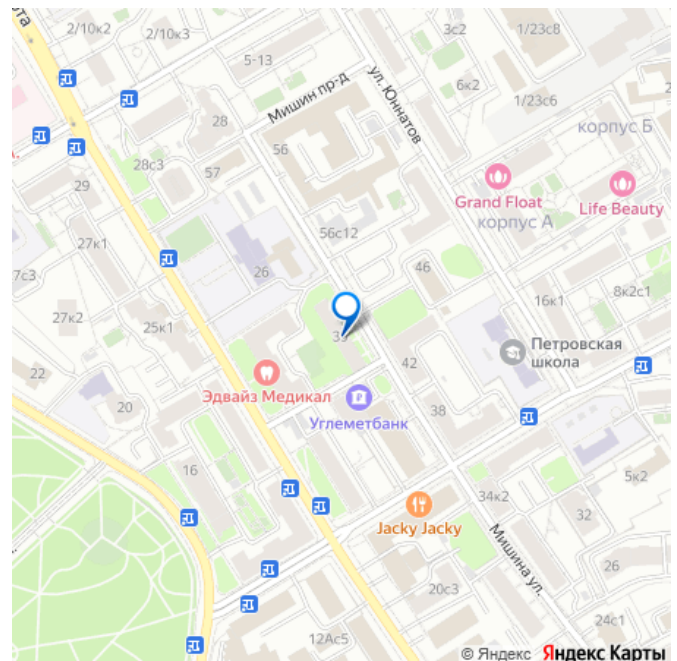 2/10к2
2/10к3
3с2
1/23с8
5-13
ул. Юннатов
6к2
Мишин пр-д
1/23с6
28
корпус Б
56
28с3
57
29
Grand Float
Life Beauty
корпус А
27к1
56с12
7с3
26
46
8к2с1
16к1
27к2
25к1
Петровская
школа
22
42
Эдвайз Медикал
20
Углеметбанк
38
16
5к2
34к2
Jacky Jacky
32
Мишина ул.
26
20с3
24с1
12Ас5
© Яндекс Яндекс Карты